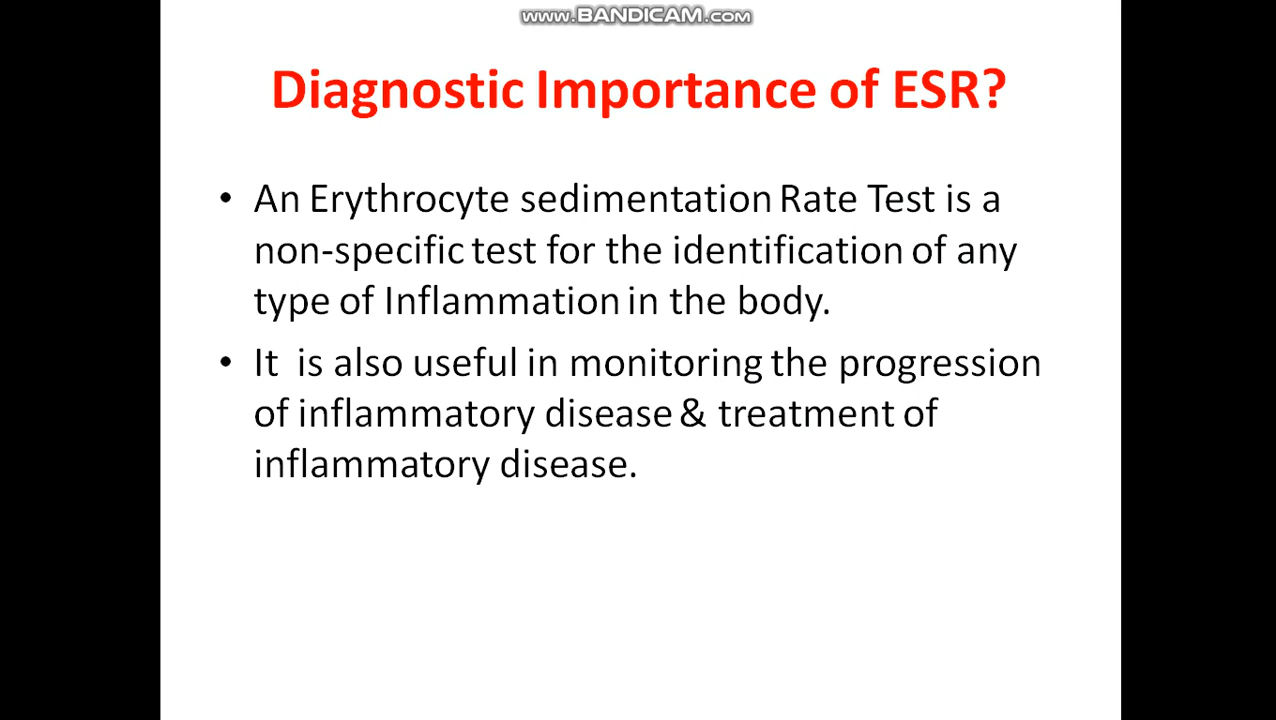 www.BANDICAM.com
Diagnostic Importance of ESR?
• An Erythrocyte sedimentation Rate Test is a
non-specific test for the identification of any
type of Inflammation in the body.
• It is also useful in monitoring the progression
of inflammatory disease & treatment of
inflammatory disease.